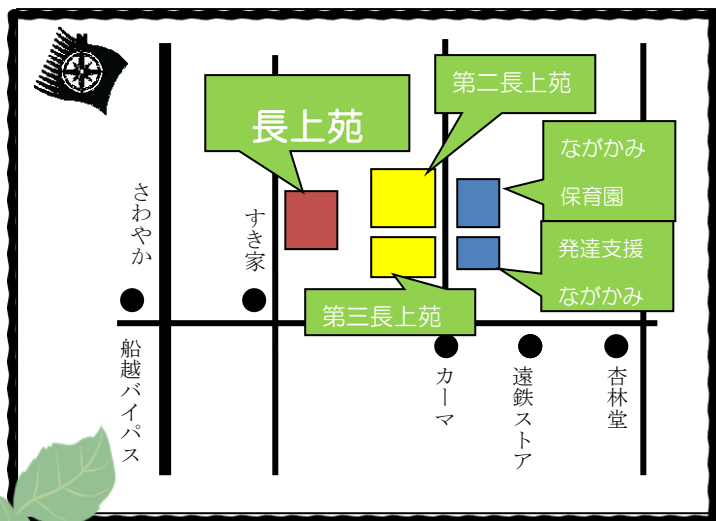 N
第二長上苑
長上苑
ながかみ
保育園
さわやか
すき家
発達支援
ながかみ
第三長上苑
船越バイパス
カーマ
遠鉄ストア
杏林堂